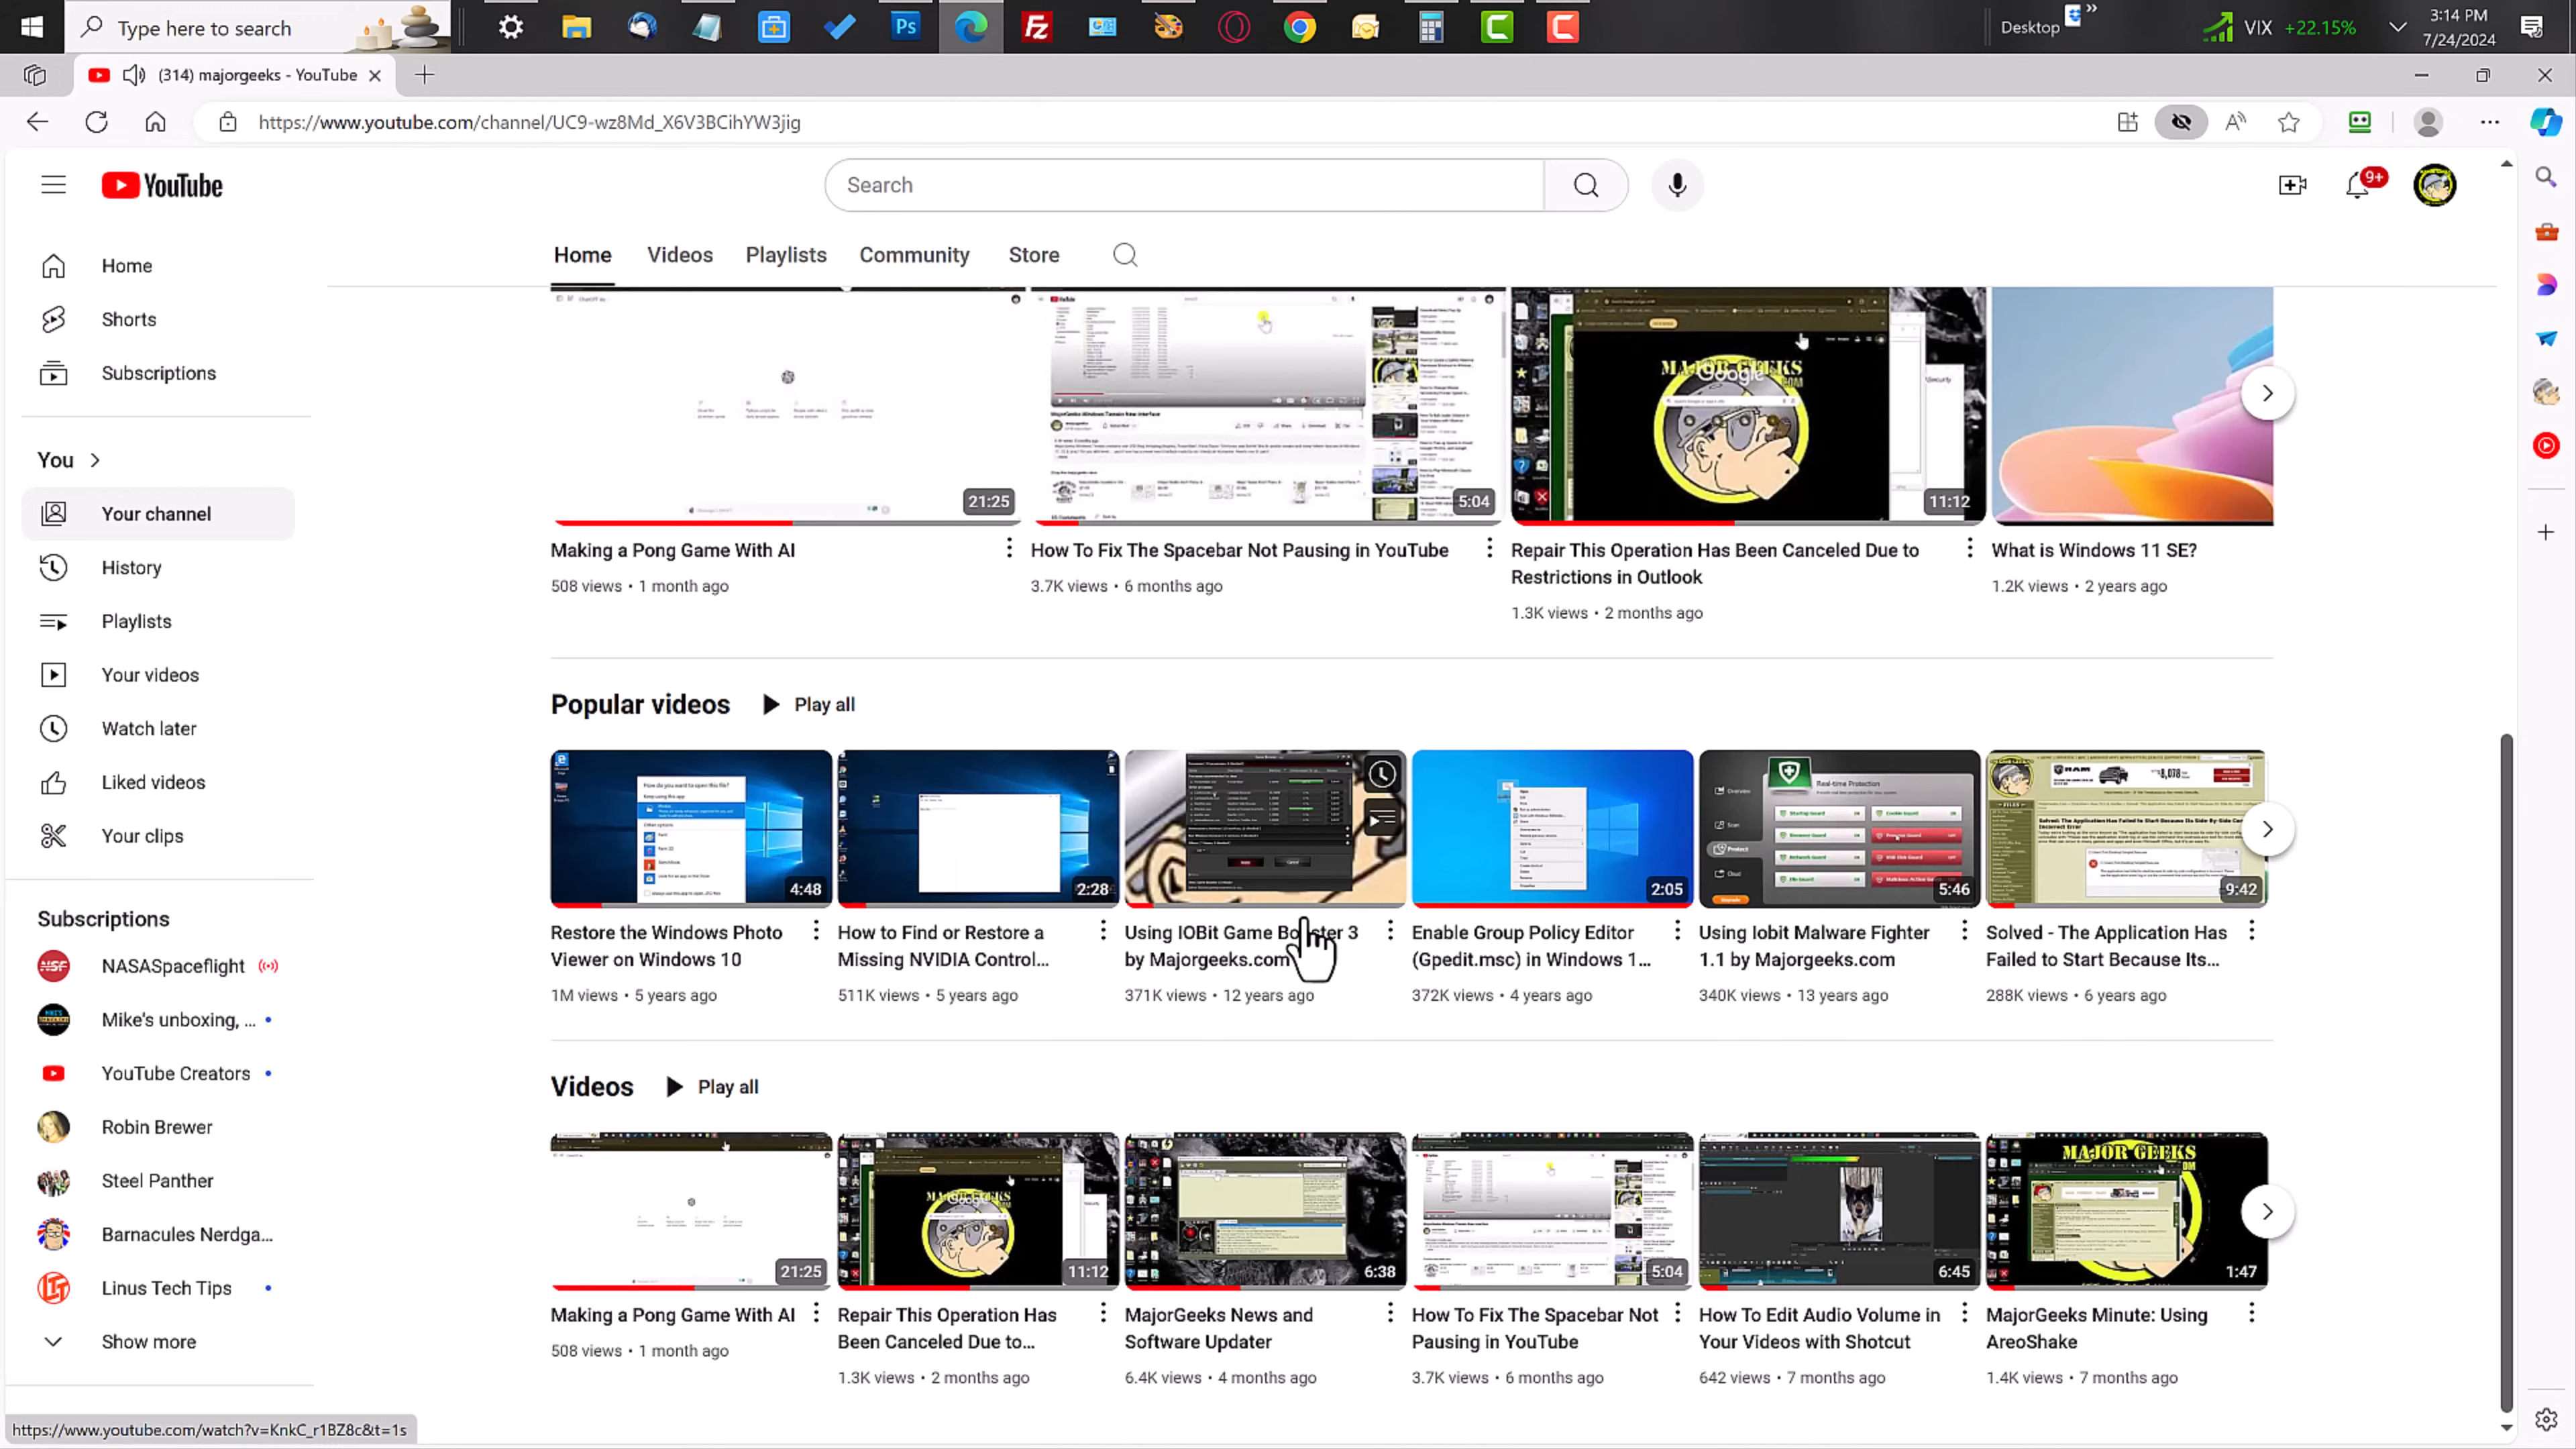 Type here to search
Desktop
VIX +22.15%
3:14 PM
7/24/2024
(314) majorgeeks - YouTube
https://www.youtube.com/channel/UC9-wz8Md_X6V3BCihYW3jig
YouTube
Search
9+
Home
Shorts
Subscriptions
You
Your channel
History
Playlists
Your videos
Watch later
Liked videos
Your clips
Subscriptions
NASASpaceflight
Mike's unboxing, ...
YouTube Creators
Robin Brewer
Steel Panther
Barnacules Nerdga...
Linus Tech Tips
Show more
Home Videos Playlists Community Store
21:25
5:04
11:12
Making a Pong Game With AI
508 views • 1 month ago
How To Fix The Spacebar Not Pausing in YouTube
3.7K views • 6 months ago
Repair This Operation Has Been Canceled Due to
Restrictions in Outlook
1.3K views • 2 months ago
What is Windows 11 SE?
1.2K views • 2 years ago
Popular videos Play all
4:48
2:28
2:05
5:46
9:42
Restore the Windows Photo
Viewer on Windows 10
1M views • 5 years ago
How to Find or Restore a
Missing NVIDIA Control...
511K views • 5 years ago
Using IOBit Game Booster 3
by Majorgeeks.com
371K views • 12 years ago
Enable Group Policy Editor
(Gpedit.msc) in Windows 1...
372K views • 4 years ago
Using Iobit Malware Fighter
1.1 by Majorgeeks.com
340K views • 13 years ago
Solved - The Application Has
Failed to Start Because Its...
288K views • 6 years ago
Videos Play all
21:25
11:12
6:38
5:04
6:45
1:47
Making a Pong Game With AI
508 views • 1 month ago
Repair This Operation Has
Been Canceled Due to...
1.3K views • 2 months ago
MajorGeeks News and
Software Updater
6.4K views • 4 months ago
How To Fix The Spacebar Not
Pausing in YouTube
3.7K views • 6 months ago
How To Edit Audio Volume in
Your Videos with Shotcut
642 views • 7 months ago
MajorGeeks Minute: Using
AreoShake
1.4K views • 7 months ago
https://www.youtube.com/watch?v=KnkC_r1BZ8c&t=1s